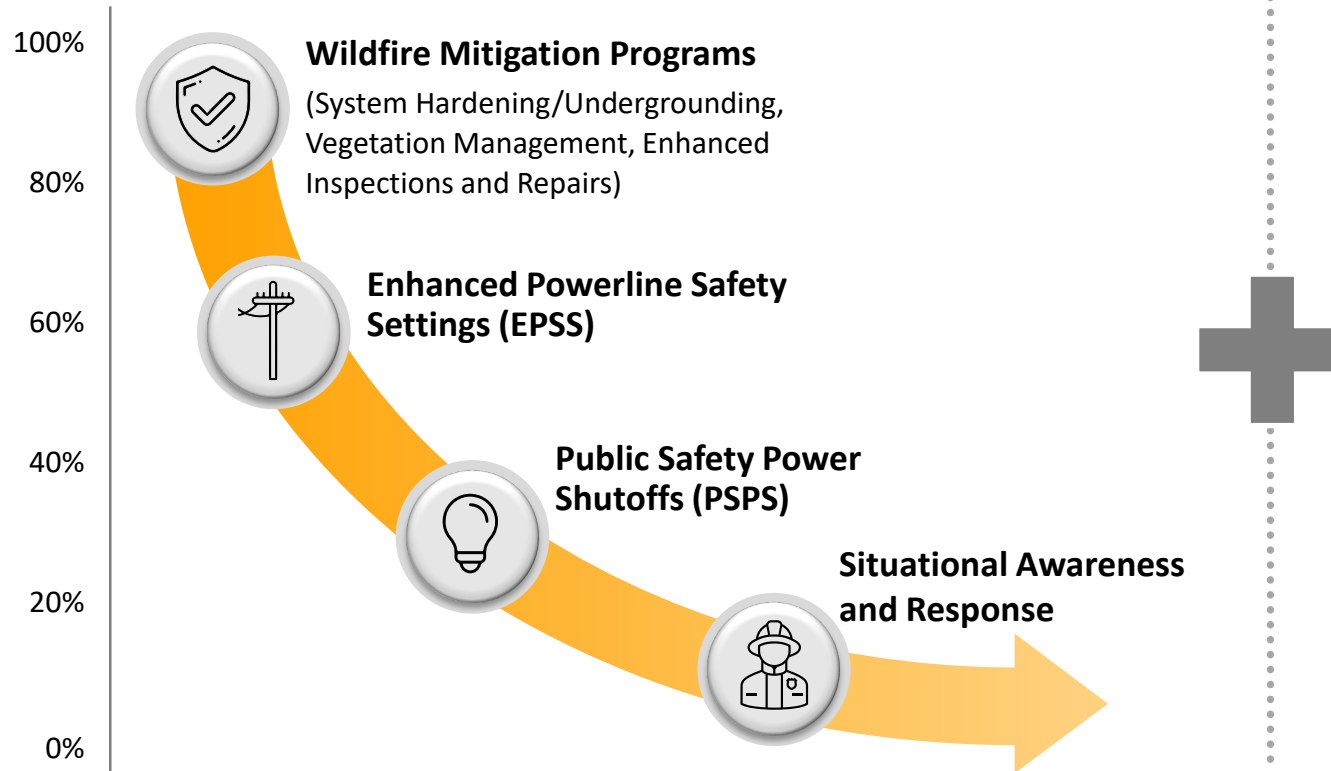 100%
80%
60%
40%
20%
0%
Wildfire Mitigation Programs
(System Hardening/Undergrounding,
Vegetation Management, Enhanced
Inspections and Repairs)
Enhanced Powerline Safety
Settings (EPSS)
Public Safety Power
Shutoffs (PSPS)
Situational Awareness
and Response